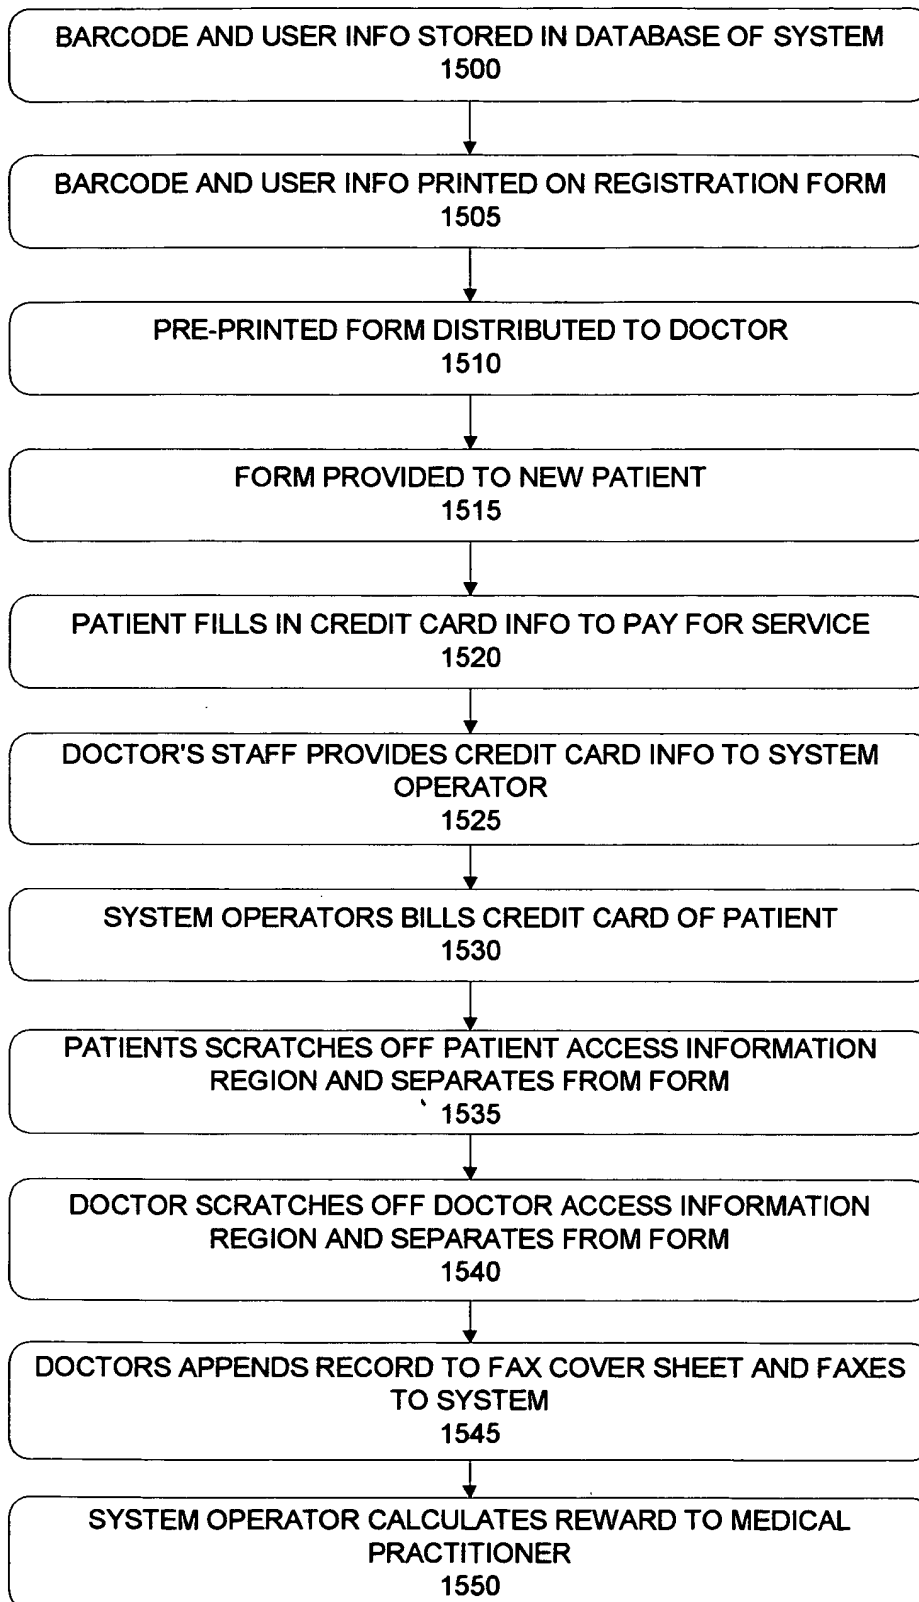 BARCODE AND USER INFO STORED IN DATABASE OF SYSTEM
1500
BARCODE AND USER INFO PRINTED ON REGISTRATION FORM
1505
PRE-PRINTED FORM DISTRIBUTED TO DOCTOR
1510
FORM PROVIDED TO NEW PATIENT
1515
PATIENT FILLS IN CREDIT CARD INFO TO PAY FOR SERVICE
1520
DOCTOR'S STAFF PROVIDES CREDIT CARD INFO TO SYSTEM
OPERATOR
1525
SYSTEM OPERATORS BILLS CREDIT CARD OF PATIENT
1530
PATIENTS SCRATCHES OFF PATIENT ACCESS INFORMATION
REGION AND SEPARATES FROM FORM
1535
DOCTOR SCRATCHES OFF DOCTOR ACCESS INFORMATION
REGION AND SEPARATES FROM FORM
1540
DOCTORS APPENDS RECORD TO FAX COVER SHEET AND FAXES
TO SYSTEM
1545
SYSTEM OPERATOR CALCULATES REWARD TO MEDICAL
PRACTITIONER
1550